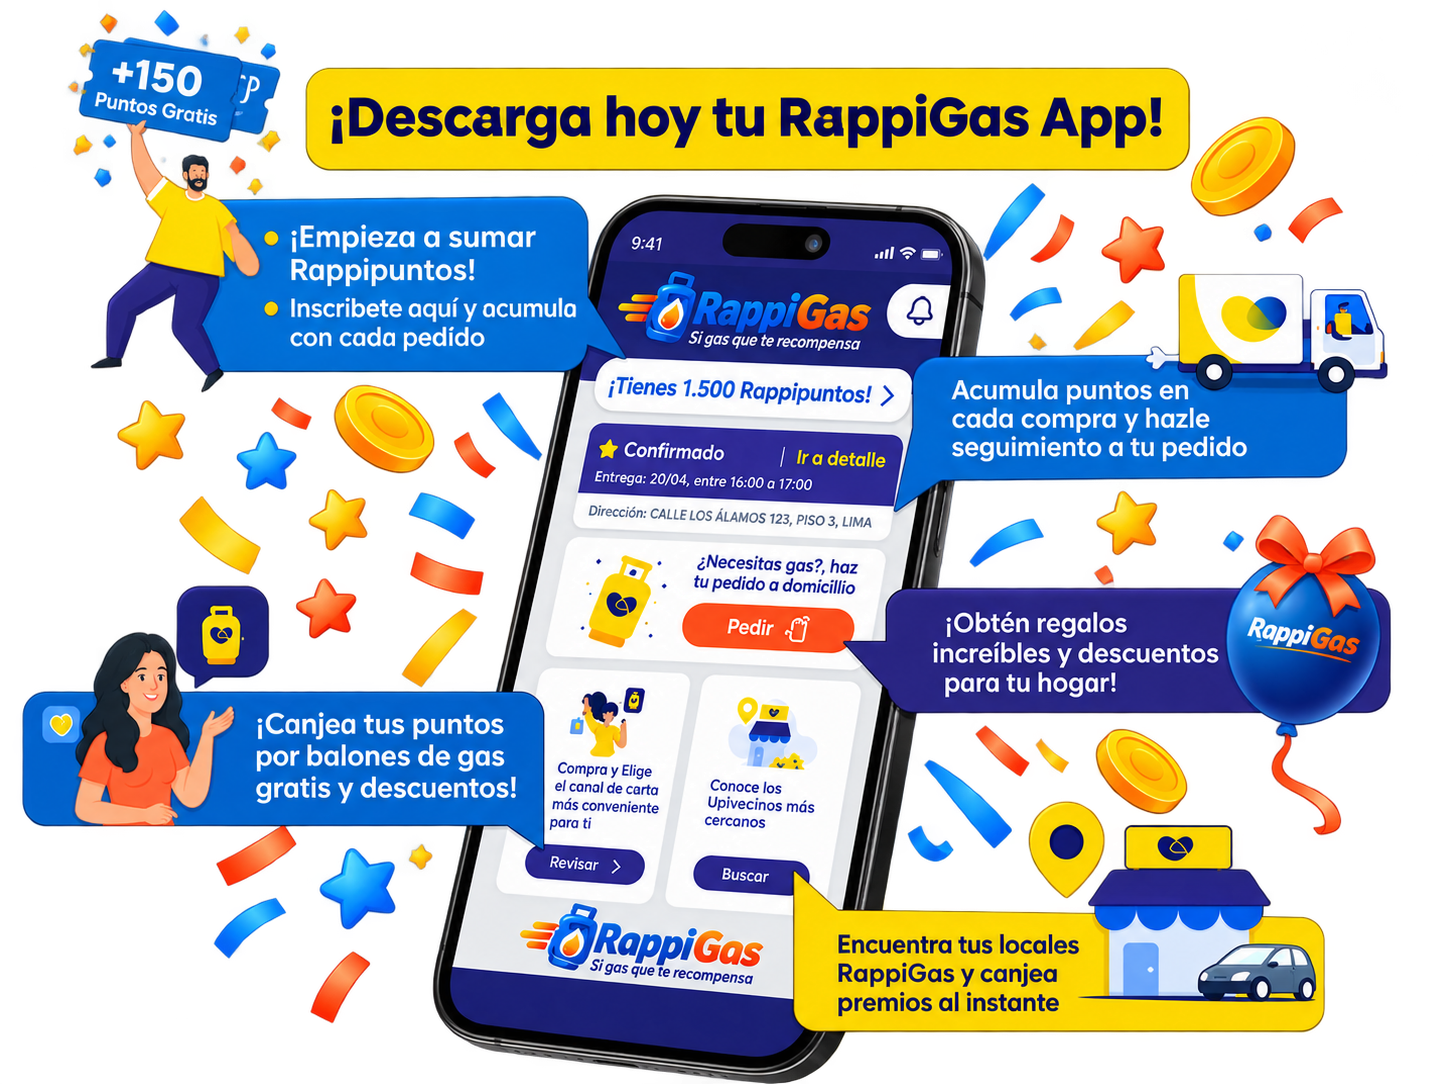 +150
Puntos Gratis
¡Descarga hoy tu RappiGas App!
¡Empieza a sumar
Rappipuntos!
Inscribete aquí y acumula
con cada pedído
9:41
RappiGas
Si gas que te recompensa
¡Tienes 1.500 Rappipuntos!
Confirmado | Ir a detalle
Entrega: 20/04, entre 16:00 a 17:00
Dirección: CALLE LOS ÁLAMOS 123, PISO 3, LIMA
¿Necesitas gas?, haz
tu pedido a domicillio
Pedir
Compra y Elige
el canal de carta
más conveniente
para ti
Revisar
Conoce los
Upivecinos más
cercanos
Buscar
RappiGas
Si gas que te recompensa
Acumula puntos en
cada compra y hazle
seguimiento a tu pedido
¡Obtén regalos
increíbles y descuentos
para tu hogar!
RappiGas
¡Canjea tus puntos
por balones de gas
gratis y descuentos!
Encuentra tus locales
RappiGas y canjea
premios al instante